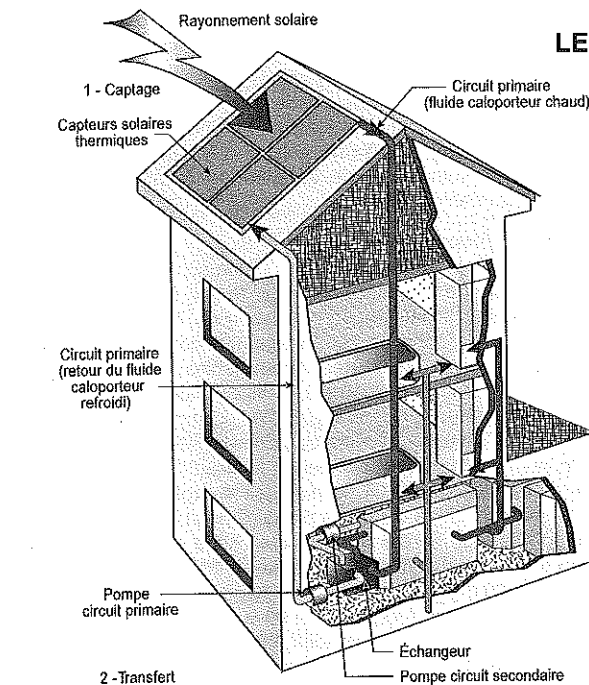 Rayonnement solaire
LE
1 - Captage
Circuit primaire
(fluide caloporteur chaud)
Capteurs solaires
thermiques
Circuit primaire
(retour du fluide
caloporteur
refroidi)
Pompe
circuit primaire
Échangeur
Pompe circuit secondaire
2 - Transfert